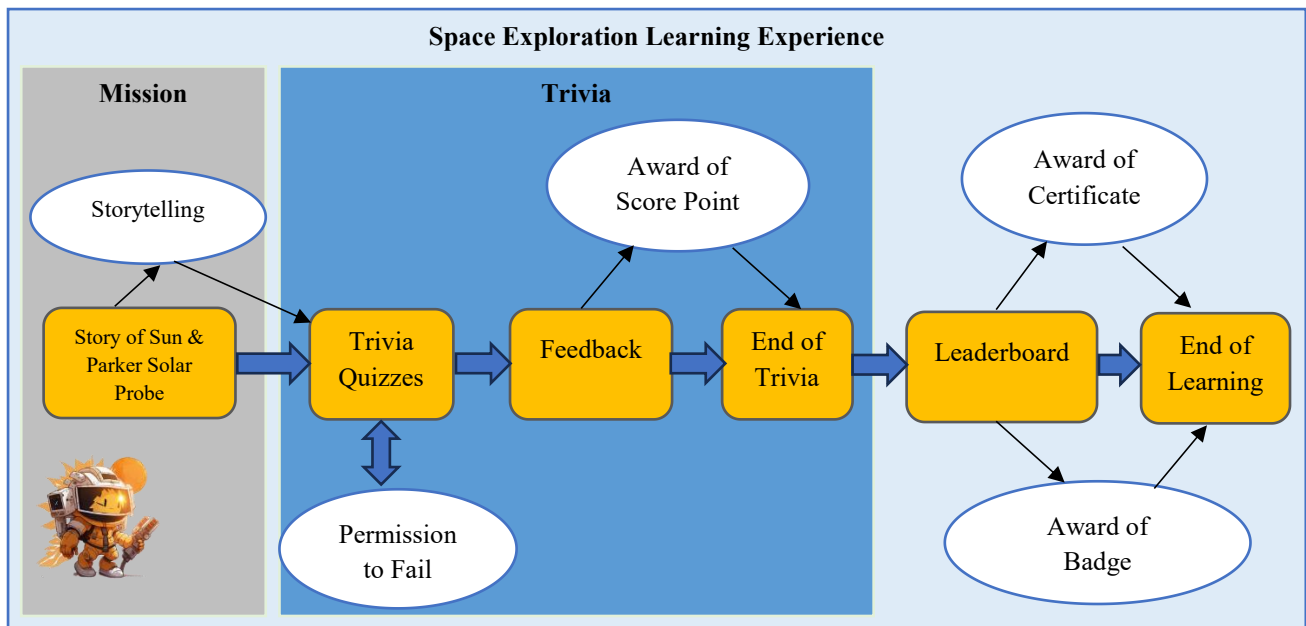 Space Exploration Learning Experience
Mission
Trivia
Storytelling
Award of
Score Point
Award of
Certificate
Story of Sun &
Parker Solar
Probe
Trivia
Quizzes
Feedback
End of
Trivia
Leaderboard
End of
Learning
Permission
to Fail
Award of
Badge